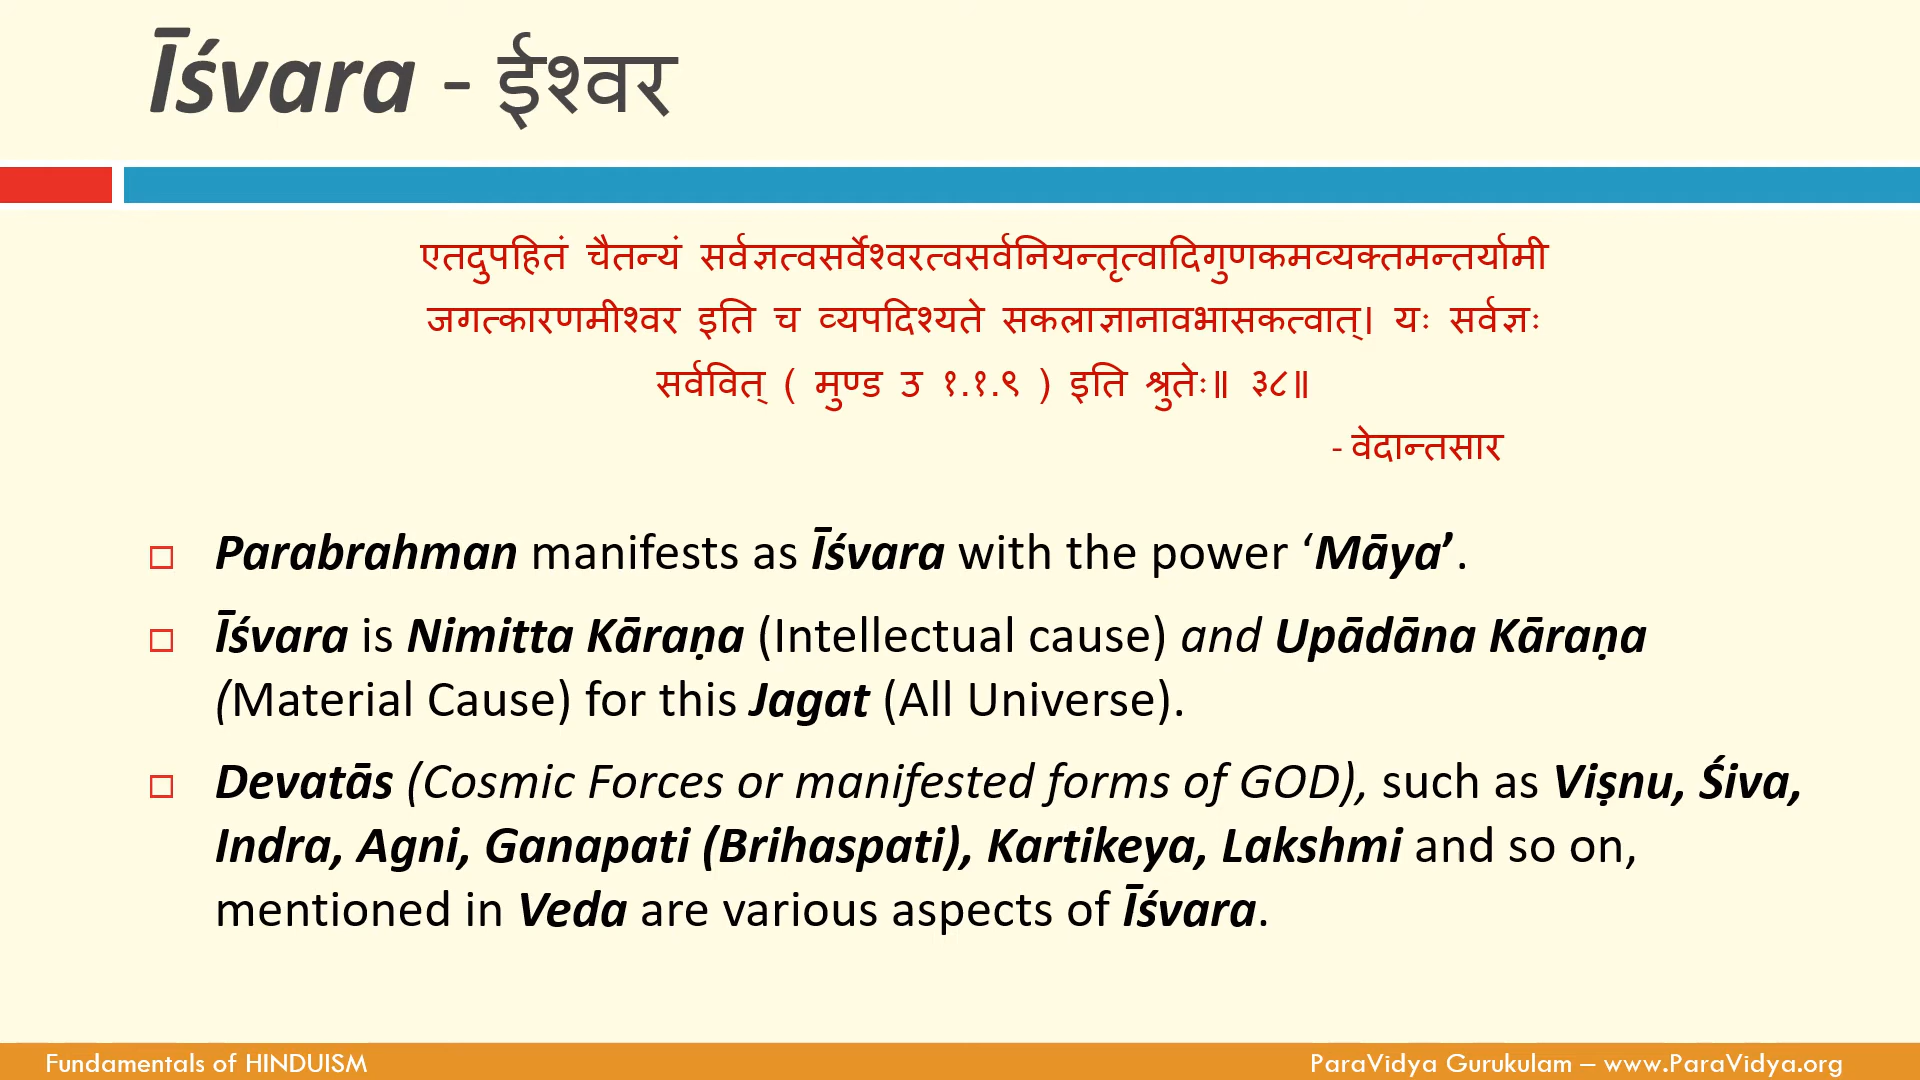 Īśvara - ईश्वर
एतदुपहितं चैतन्यं सर्वज्ञत्वसर्वेश्वरत्वसर्वनियन्तृत्वादिगुणकमव्यक्तमन्तर्यामी
जगत्कारणमीश्वर इति च व्यपदिश्यते सकलाज्ञानावभासकत्वात्। यः सर्वज्ञः
सर्ववित् ( मुण्ड उ १.१.९ ) इति श्रुतेः॥ ३८॥
- वेदान्तसार
Parabrahman manifests as Īśvara with the power ‘Māya’.
Īśvara is Nimitta Kāraṇa (Intellectual cause) and Upādāna Kāraṇa
(Material Cause) for this Jagat (All Universe).
Devatās (Cosmic Forces or manifested forms of GOD), such as Viṣnu, Śiva,
Indra, Agni, Ganapati (Brihaspati), Kartikeya, Lakshmi and so on,
mentioned in Veda are various aspects of Īśvara.
Fundamentals of HINDUISM
ParaVidya Gurukulam – www.ParaVidya.org